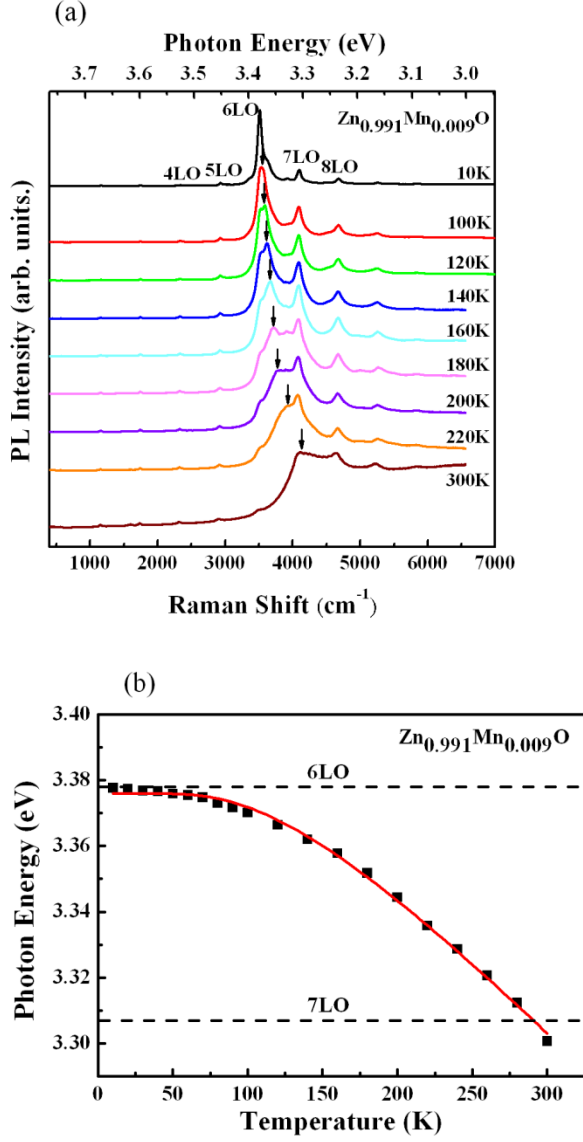 (a)
Photon Energy (eV)
3.7 3.6 3.5 3.4 3.3 3.2 3.1 3.0
6LO
Zn0.991Mn0.009O
4LO 5LO 7LO 8LO
10K
100K
120K
140K
160K
180K
200K
220K
300K
PL Intensity (arb. units.)
1000 2000 3000 4000 5000 6000 7000
Raman Shift (cm-1)
(b)
3.40
Zn0.991Mn0.009O
3.38
6LO
3.36
3.34
3.32
7LO
3.30
Photon Energy (eV)
0 50 100 150 200 250 300
Temperature (K)